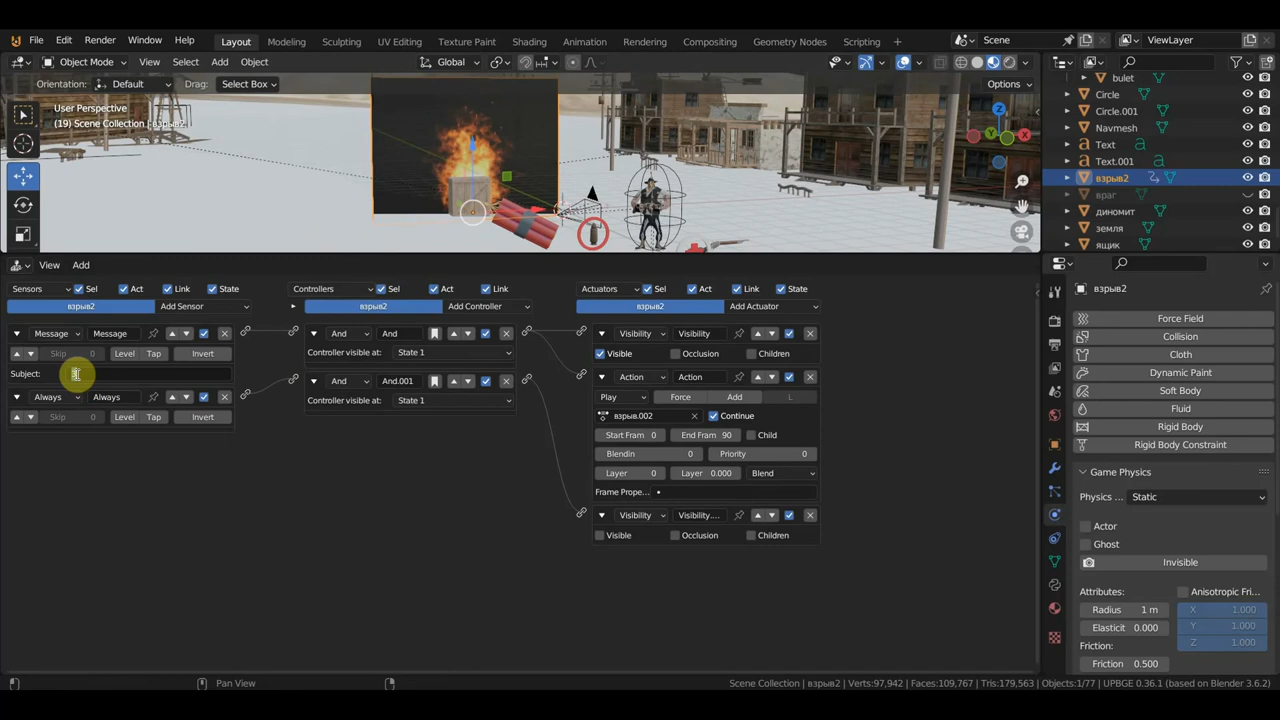 File Edit Render Window Help Layout Modeling Sculpting UV Editing Texture Paint Shading Animation Rendering Compositing Geometry Nodes Scripting + Scene ViewLayer
Object Mode View Select Add Object Global
Orientation: Default Drag: Select Box Options
User Perspective
(19) Scene Collection | взрыв2
Z
Y
X
bulet
Circle
Circle.001
Navmesh
Text
Text.001
взрыв2
враг
диномит
земля
ящик
View Add
Sensors Sel Act Link State Controllers Sel Act Link Actuators Sel Act Link State
взрыв2 Add Sensor взрыв2 Add Controller взрыв2 Add Actuator
Message Message And And Visibility Visibility
Skip 0 Level Tap Invert Controller visible at: State 1 Visible Occlusion Children
Subject:
Always Always And And.001 Action Action
Skip 0 Level Tap Invert Controller visible at: State 1 Play Force Add L
взрыв.002 Continue
Start Fram 0 End Fram 90 Child
Blendin 0 Priority 0
Layer 0 Layer 0.000 Blend
Frame Prope...
Visibility Visibility....
Visible Occlusion Children
взрыв2
Force Field
Collision
Cloth
Dynamic Paint
Soft Body
Fluid
Rigid Body
Rigid Body Constraint
Game Physics
Physics ... Static
Actor
Ghost
Invisible
Attributes: Anisotropic Fri...
Radius 1 m X 1.000
Elasticit 0.000 Y 1.000
Friction: Z 1.000
Friction 0.500
Pan View Scene Collection | взрыв2 | Verts:97,942 | Faces:109,767 | Tris:179,563 | Objects:1/77 | UPBGE 0.36.1 (based on Blender 3.6.2)